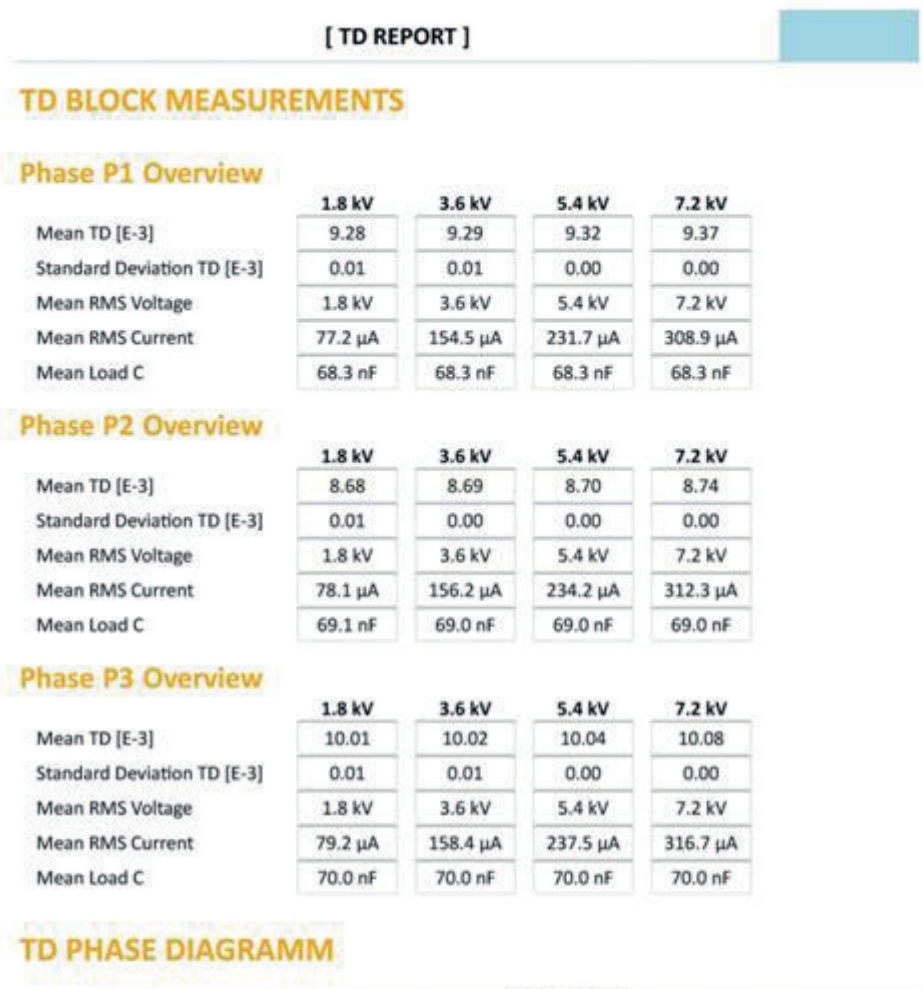 [ TD REPORT ]
TD BLOCK MEASUREMENTS
Phase P1 Overview
1.8 kV 3.6 kV 5.4 kV 7.2 kV
Mean TD [E-3] 9.28 9.29 9.32 9.37
Standard Deviation TD [E-3] 0.01 0.01 0.00 0.00
Mean RMS Voltage 1.8 kV 3.6 kV 5.4 kV 7.2 kV
Mean RMS Current 77.2 µA 154.5 µA 231.7 µA 308.9 µA
Mean Load C 68.3 nF 68.3 nF 68.3 nF 68.3 nF
Phase P2 Overview
1.8 kV 3.6 kV 5.4 kV 7.2 kV
Mean TD [E-3] 8.68 8.69 8.70 8.74
Standard Deviation TD [E-3] 0.01 0.00 0.00 0.00
Mean RMS Voltage 1.8 kV 3.6 kV 5.4 kV 7.2 kV
Mean RMS Current 78.1 µA 156.2 µA 234.2 µA 312.3 µA
Mean Load C 69.1 nF 69.0 nF 69.0 nF 69.0 nF
Phase P3 Overview
1.8 kV 3.6 kV 5.4 kV 7.2 kV
Mean TD [E-3] 10.01 10.02 10.04 10.08
Standard Deviation TD [E-3] 0.01 0.01 0.00 0.00
Mean RMS Voltage 1.8 kV 3.6 kV 5.4 kV 7.2 kV
Mean RMS Current 79.2 µA 158.4 µA 237.5 µA 316.7 µA
Mean Load C 70.0 nF 70.0 nF 70.0 nF 70.0 nF
TD PHASE DIAGRAMM